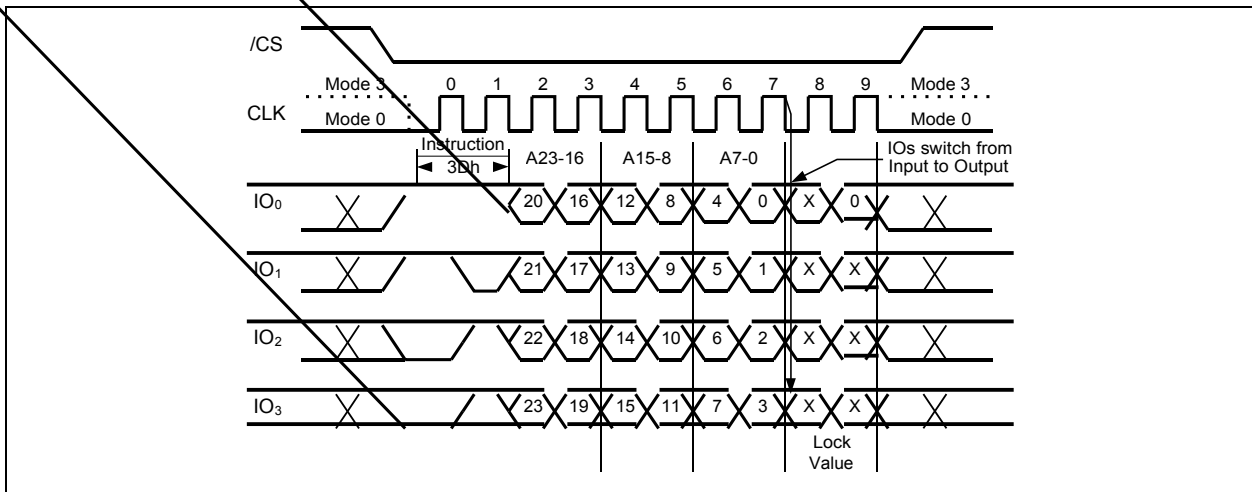 /CS
Mode 3 0 1 2 3 4 5 6 7 8 9 Mode 3
CLK Mode 0 Mode 0
Instruction A23-16 A15-8 A7-0 IOs switch from
3Dh Input to Output
IO0 20 16 12 8 4 0 X 0
IO1 21 17 13 9 5 1 X X
IO2 22 18 14 10 6 2 X X
IO3 23 19 15 11 7 3 X X
Lock
Value